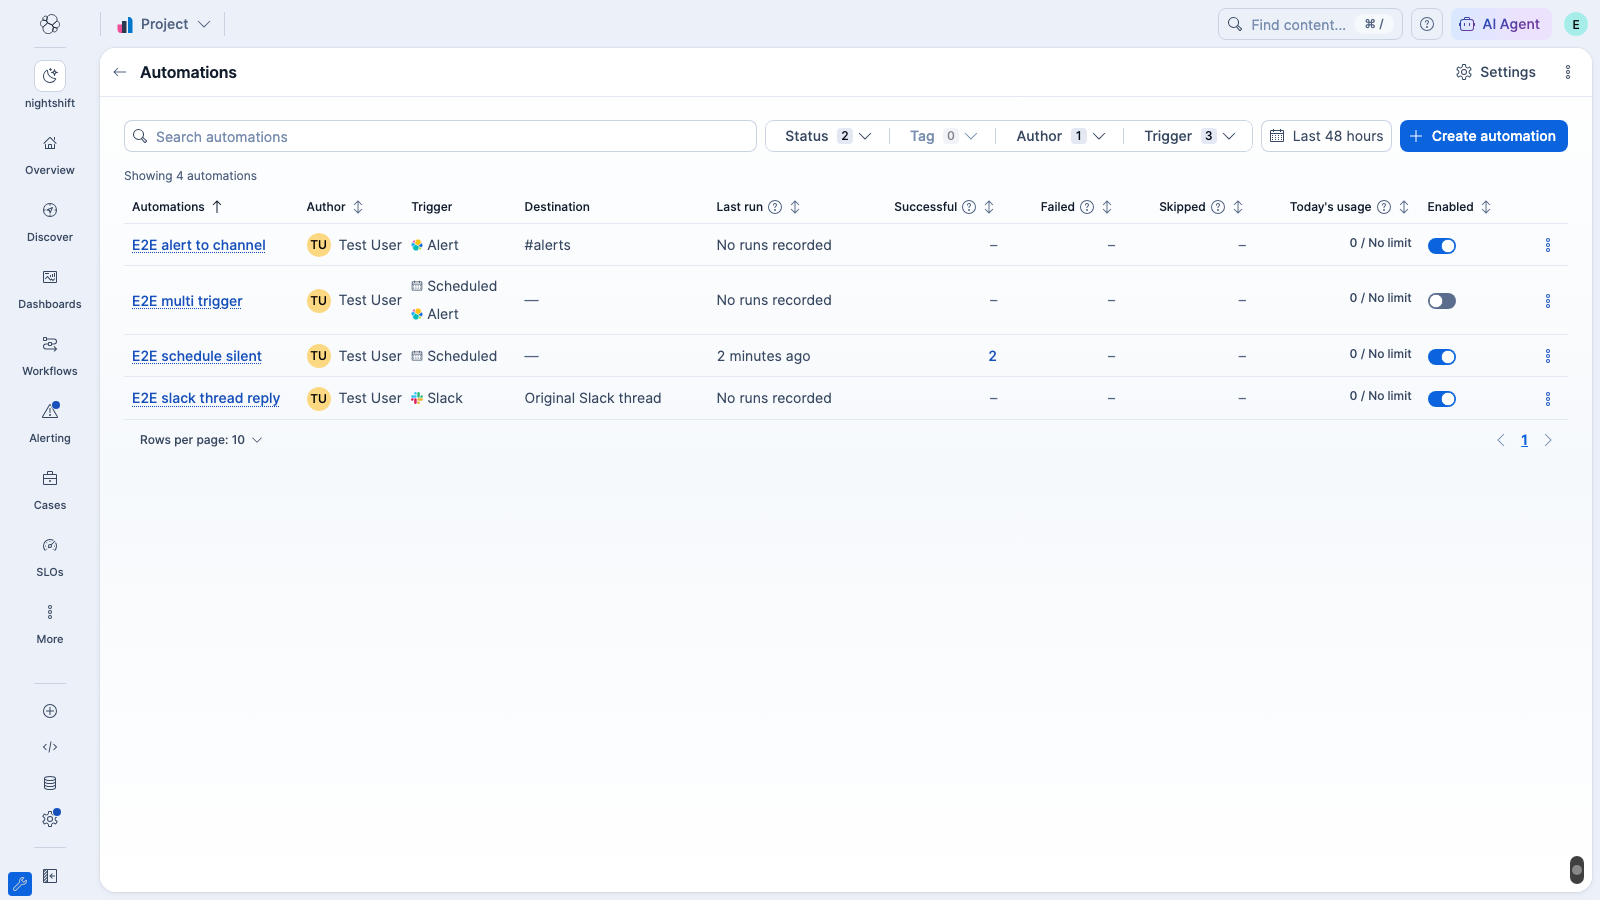 Project
Find content... ⌘ /
AI Agent
E
nightshift
Overview
Discover
Dashboards
Workflows
Alerting
Cases
SLOs
More
Automations
Settings
Search automations
Status 2
Tag 0
Author 1
Trigger 3
Last 48 hours
Create automation
Showing 4 automations
Automations Author Trigger Destination Last run Successful Failed Skipped Today's usage Enabled
E2E alert to channel TU Test User Alert #alerts No runs recorded – – – 0 / No limit
E2E multi trigger TU Test User Scheduled Alert — No runs recorded – – – 0 / No limit
E2E schedule silent TU Test User Scheduled — 2 minutes ago 2 – – 0 / No limit
E2E slack thread reply TU Test User Slack Original Slack thread No runs recorded – – – 0 / No limit
Rows per page: 10
1